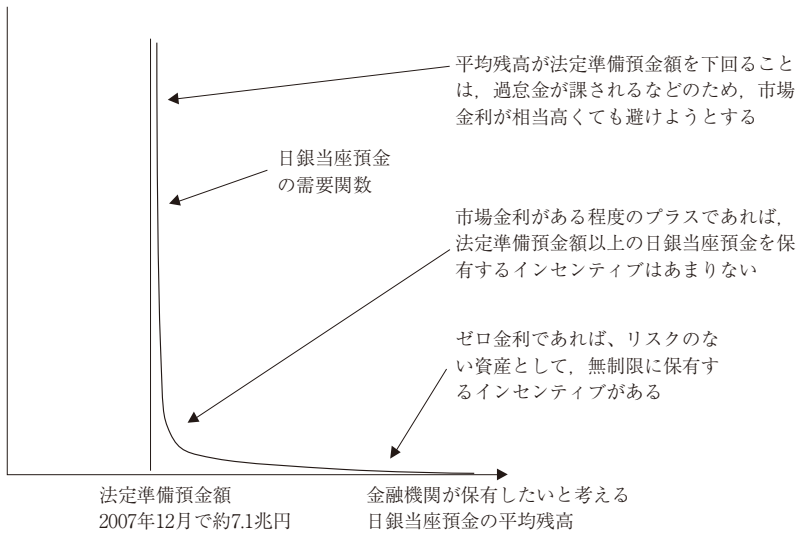 平均残高が法定準備預金額を下回ること
は，過怠金が課されるなどのため，市場
金利が相当高くても避けようとする
日銀当座預金
の需要関数
市場金利がある程度のプラスであれば，
法定準備預金額以上の日銀当座預金を保
有するインセンティブはあまりない
ゼロ金利であれば、リスクのな
い資産として，無制限に保有す
るインセンティブがある
法定準備預金額
2007年12月で約7.1兆円
金融機関が保有したいと考える
日銀当座預金の平均残高